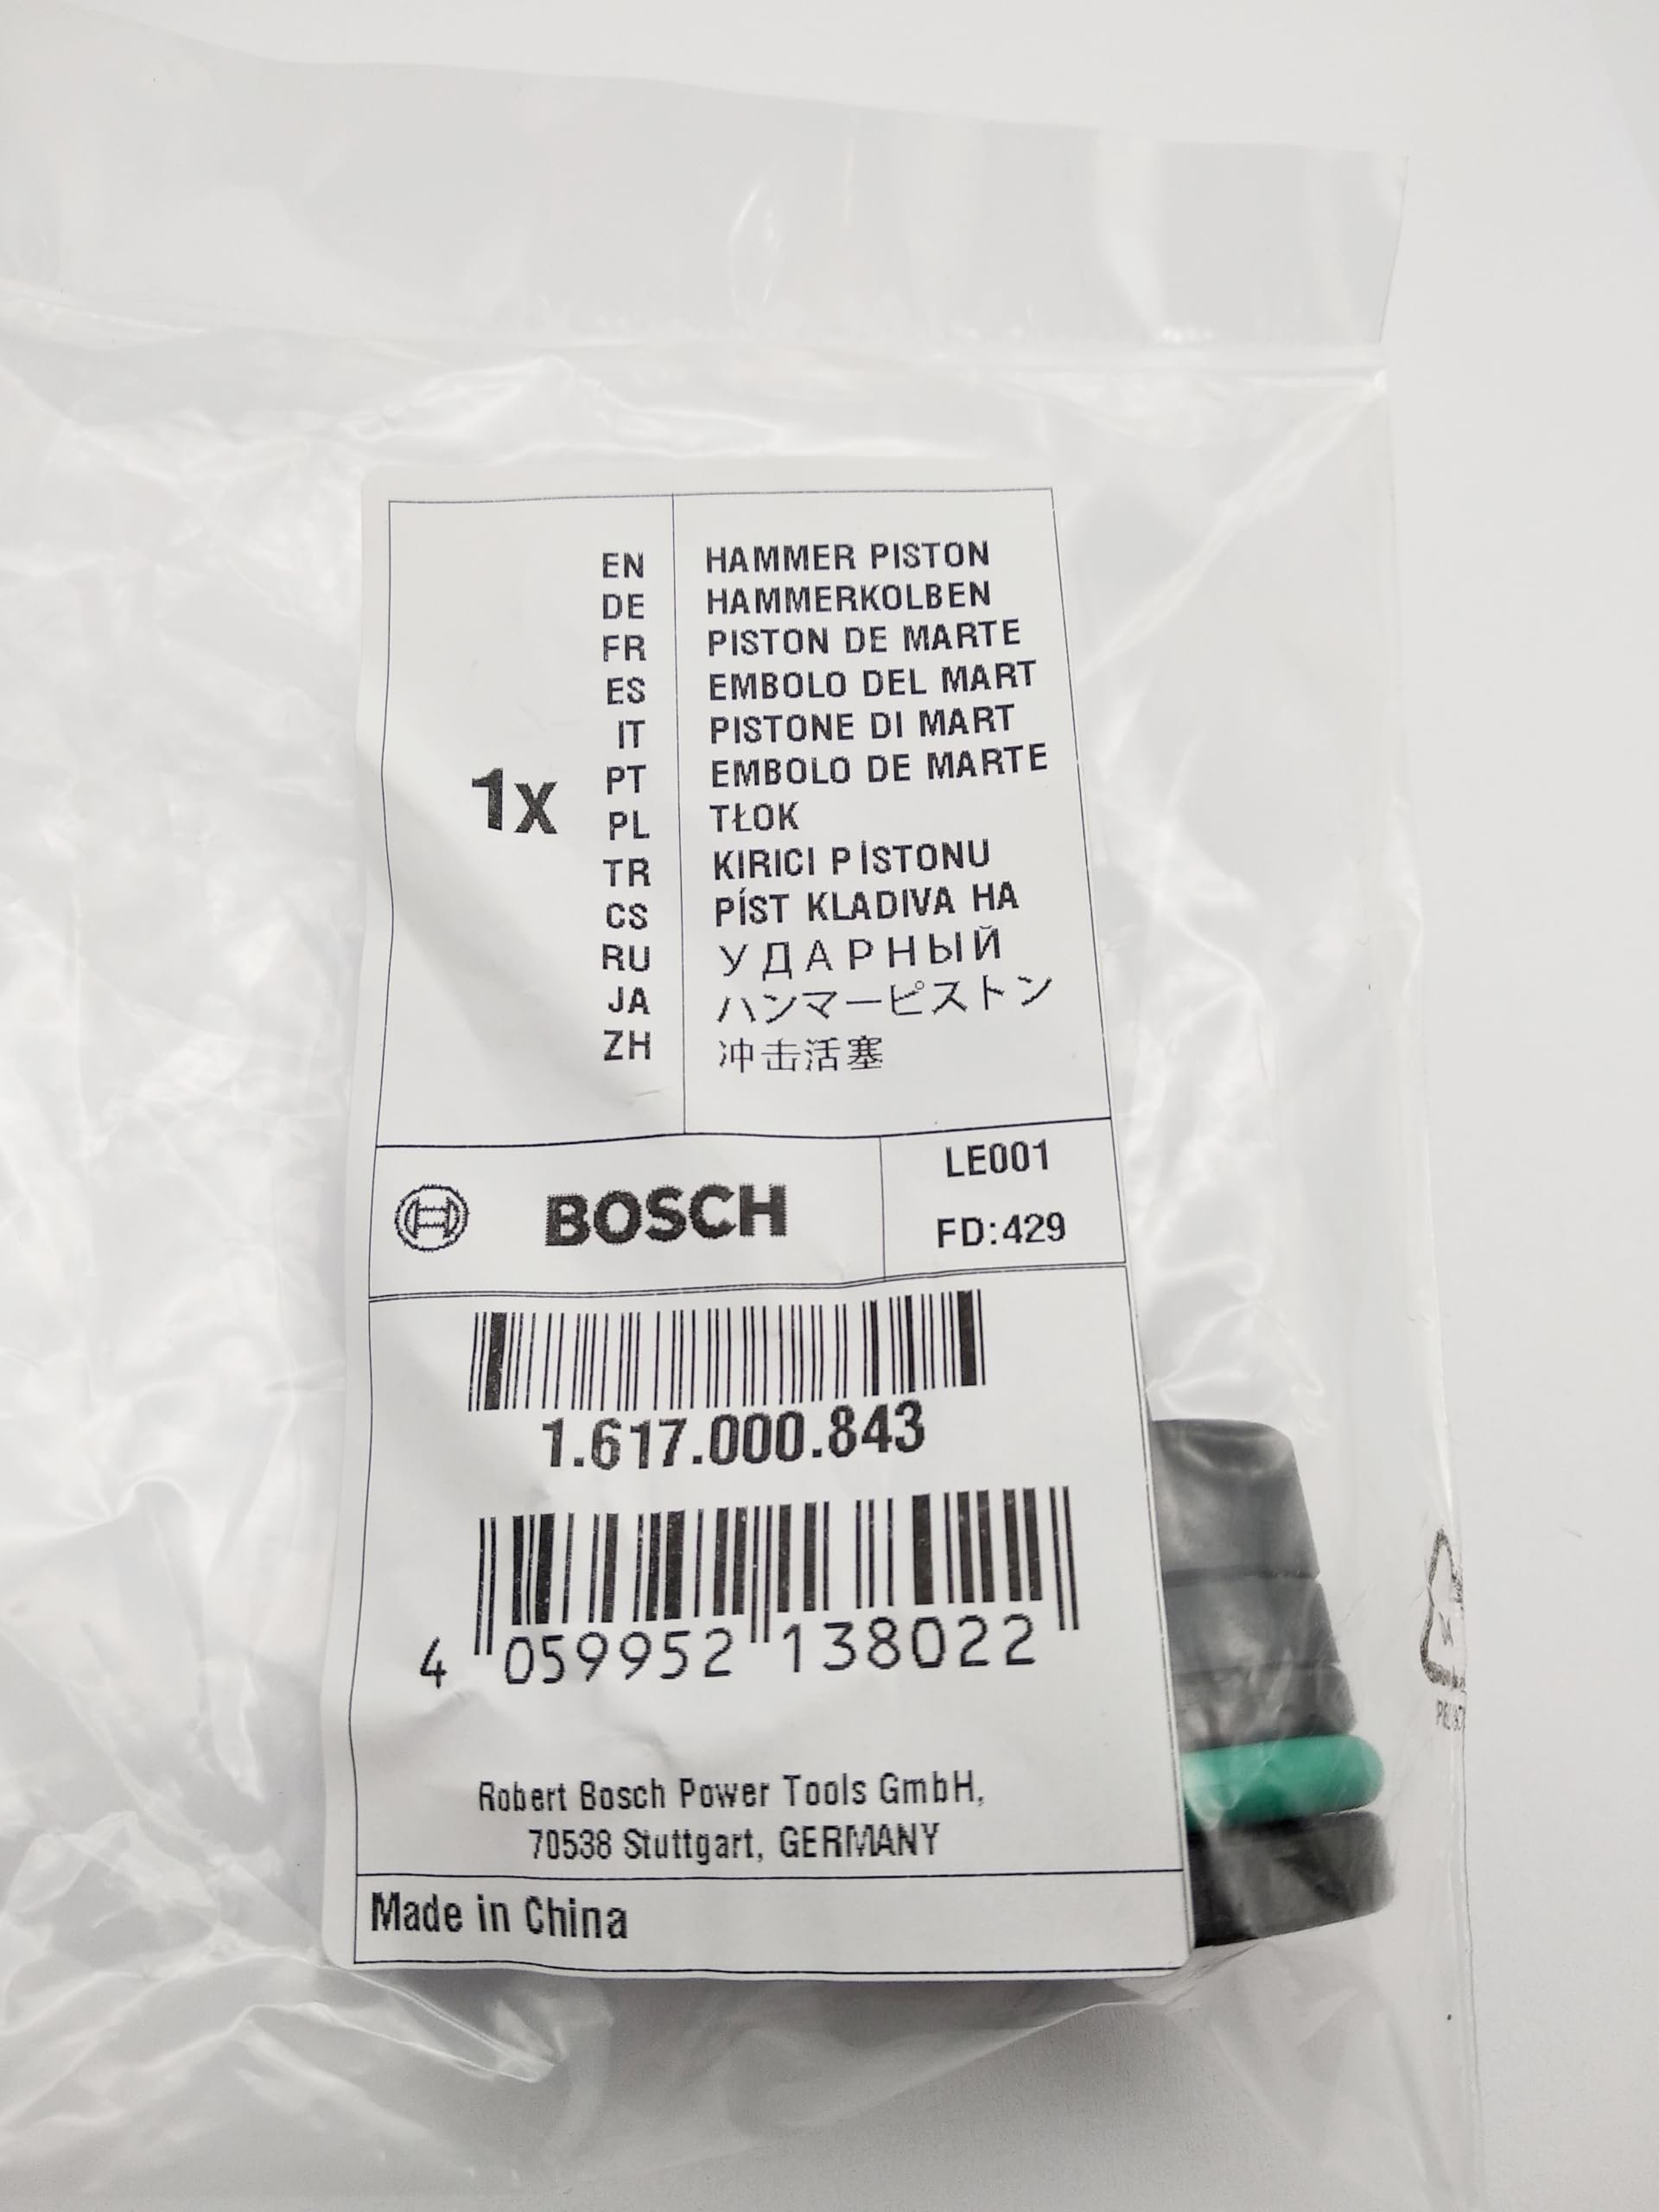 1x
EN HAMMER PISTON
DE HAMMERKOLBEN
FR PISTON DE MARTE
ES EMBOLO DEL MART
IT PISTONE DI MART
PT EMBOLO DE MARTE
PL TŁOK
TR KIRICI PİSTONU
CS PÍST KLADIVA HA
RU УДАРНЫЙ
JA ハンマーピストン
ZH 冲击活塞
BOSCH
LE001
FD:429
1.617.000.843
4 059952 138022
Robert Bosch Power Tools GmbH,
70538 Stuttgart, GERMANY
Made in China